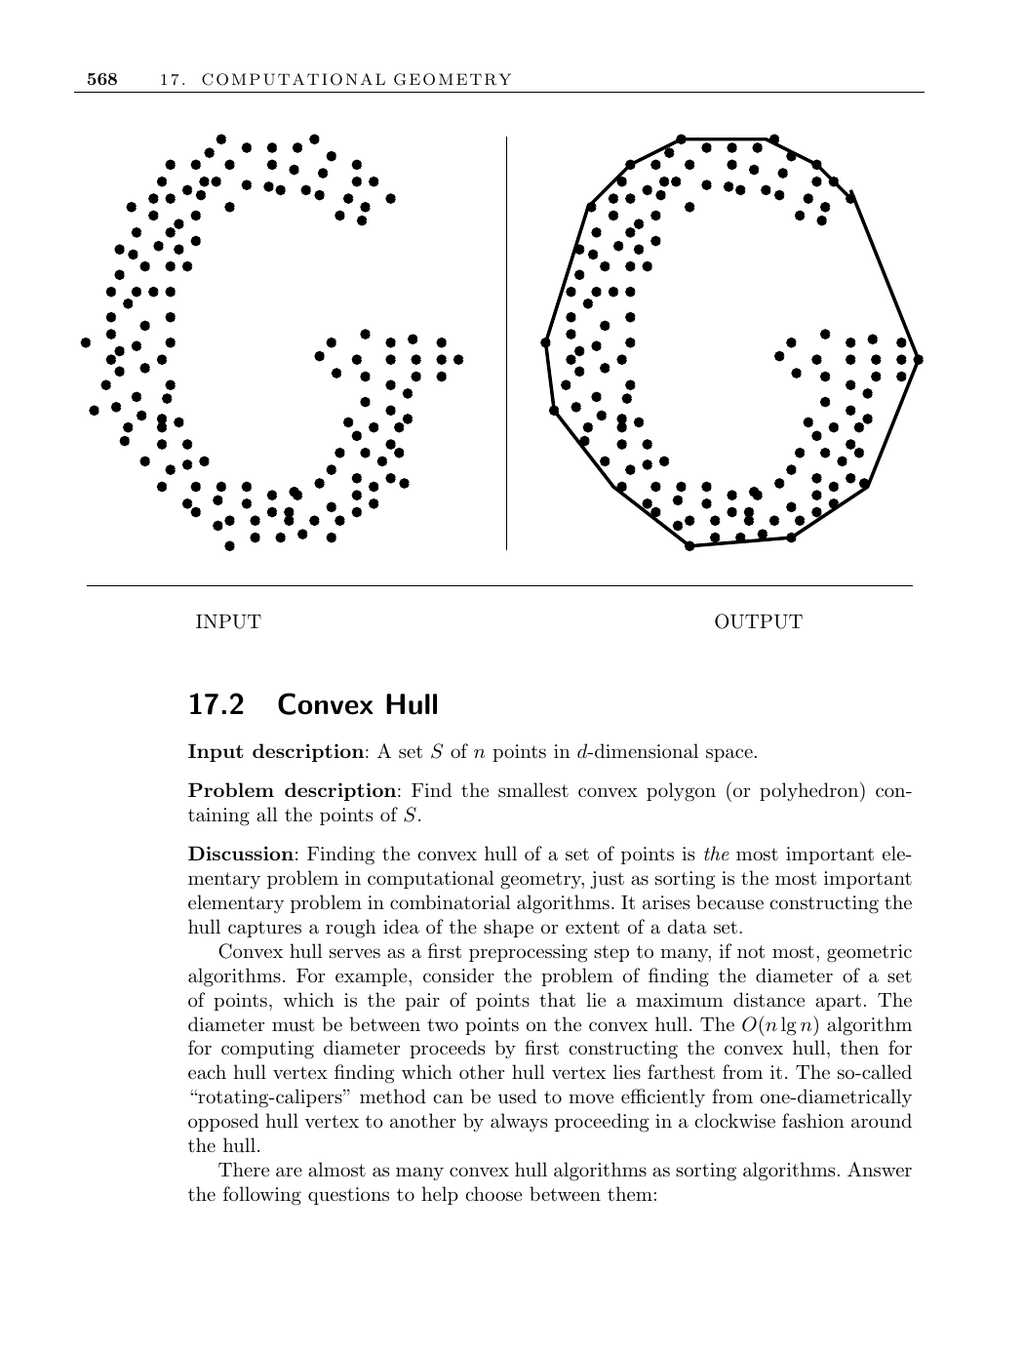 568 17. COMPUTATIONAL GEOMETRY
INPUT
OUTPUT
17.2 Convex Hull
Input description: A set S of n points in d-dimensional space.
Problem description: Find the smallest convex polygon (or polyhedron) con-
taining all the points of S.
Discussion: Finding the convex hull of a set of points is the most important ele-
mentary problem in computational geometry, just as sorting is the most important
elementary problem in combinatorial algorithms. It arises because constructing the
hull captures a rough idea of the shape or extent of a data set.
Convex hull serves as a first preprocessing step to many, if not most, geometric
algorithms. For example, consider the problem of finding the diameter of a set
of points, which is the pair of points that lie a maximum distance apart. The
diameter must be between two points on the convex hull. The O(n lg n) algorithm
for computing diameter proceeds by first constructing the convex hull, then for
each hull vertex finding which other hull vertex lies farthest from it. The so-called
“rotating-calipers” method can be used to move efficiently from one-diametrically
opposed hull vertex to another by always proceeding in a clockwise fashion around
the hull.
There are almost as many convex hull algorithms as sorting algorithms. Answer
the following questions to help choose between them: